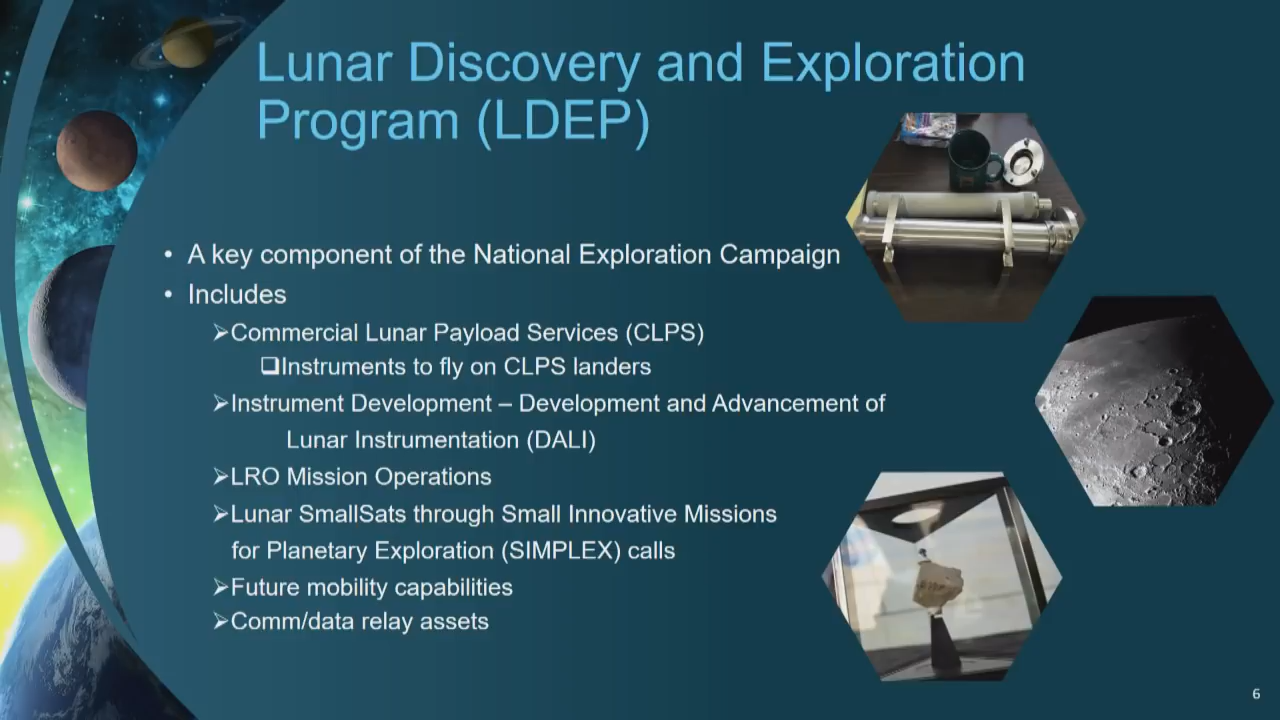 Lunar Discovery and Exploration
Program (LDEP)
• A key component of the National Exploration Campaign
• Includes
➢Commercial Lunar Payload Services (CLPS)
❑Instruments to fly on CLPS landers
➢Instrument Development – Development and Advancement of
Lunar Instrumentation (DALI)
➢LRO Mission Operations
➢Lunar SmallSats through Small Innovative Missions
for Planetary Exploration (SIMPLEX) calls
➢Future mobility capabilities
➢Comm/data relay assets
6